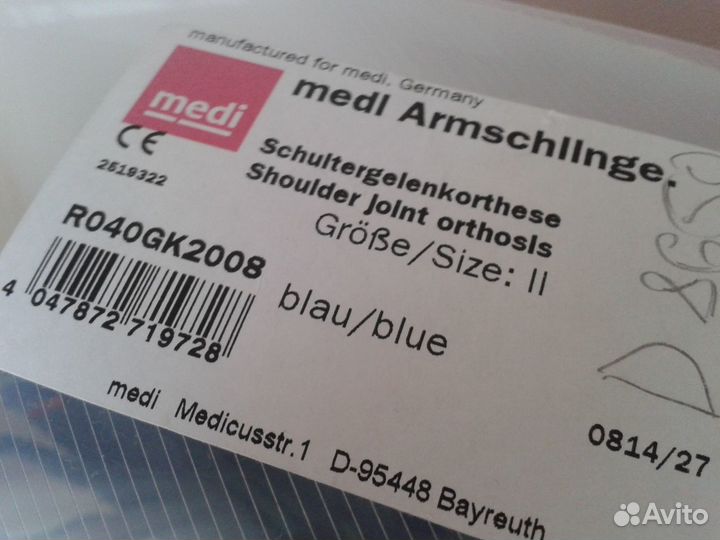 manufactured for medi, Germany
medi
medi Armschlinge.
CE
2519322
Schultergelenkorthese
Shoulder joint orthosis
Größe/Size: II
R040GK2008
blau/blue
4 047872 719728
medi Medicusstr.1 D-95448 Bayreuth
0814/27
Avito